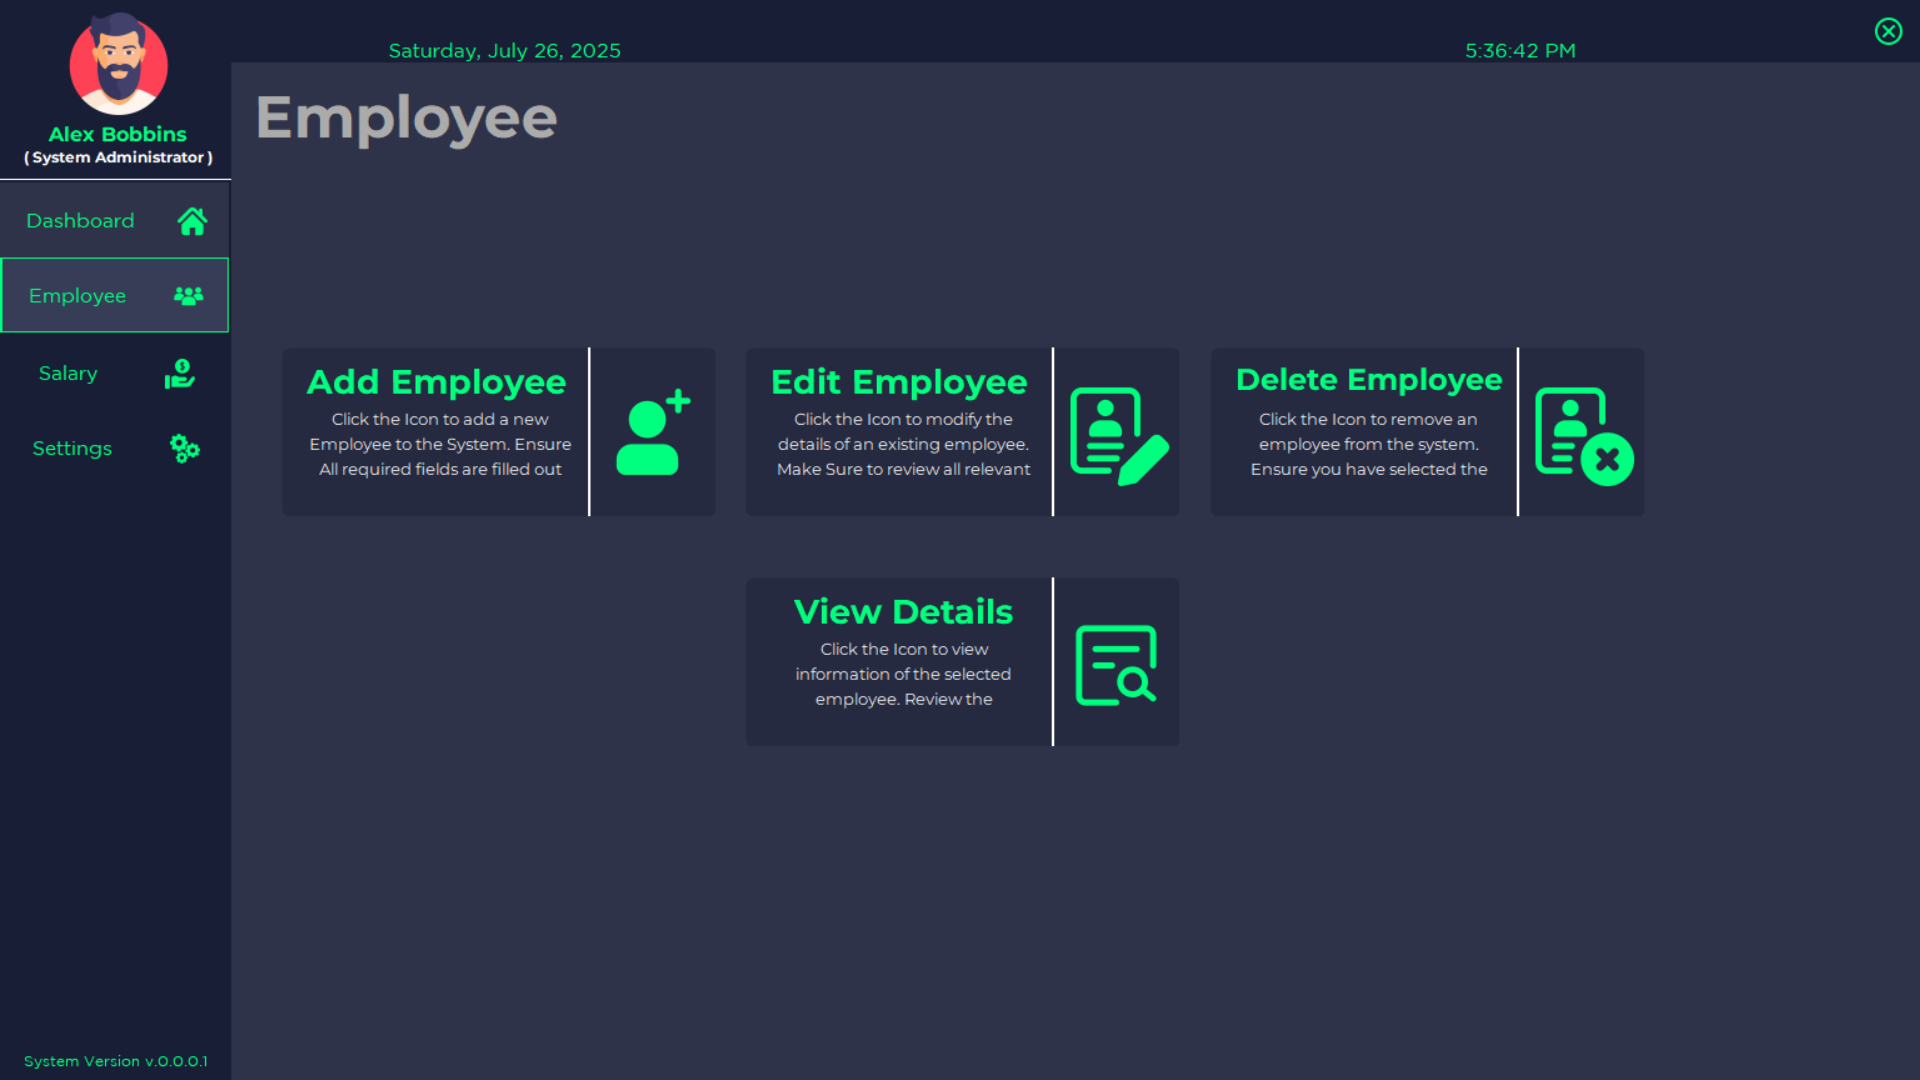 Saturday, July 26, 2025
5:36:42 PM
Alex Bobbins
( System Administrator )
Dashboard
Employee
Salary
Settings
System Version v.0.0.0.1
Employee
Add Employee
Click the Icon to add a new
Employee to the System. Ensure
All required fields are filled out
Edit Employee
Click the Icon to modify the
details of an existing employee.
Make Sure to review all relevant
Delete Employee
Click the Icon to remove an
employee from the system.
Ensure you have selected the
View Details
Click the Icon to view
information of the selected
employee. Review the